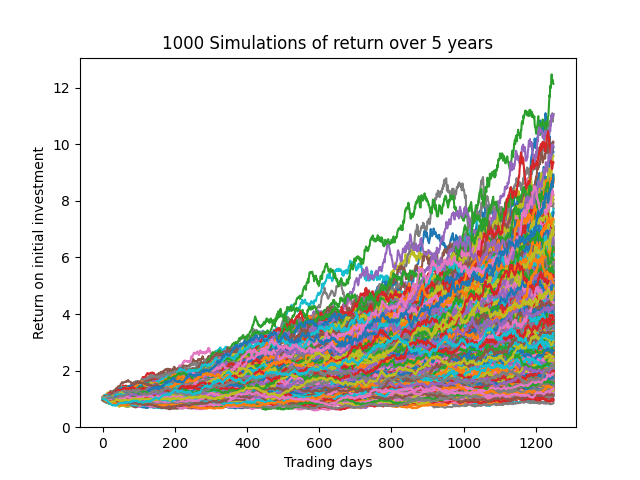 1000 Simulations of return over 5 years
Return on initial investment
12
10
8
6
4
2
0
0 200 400 600 800 1000 1200
Trading days